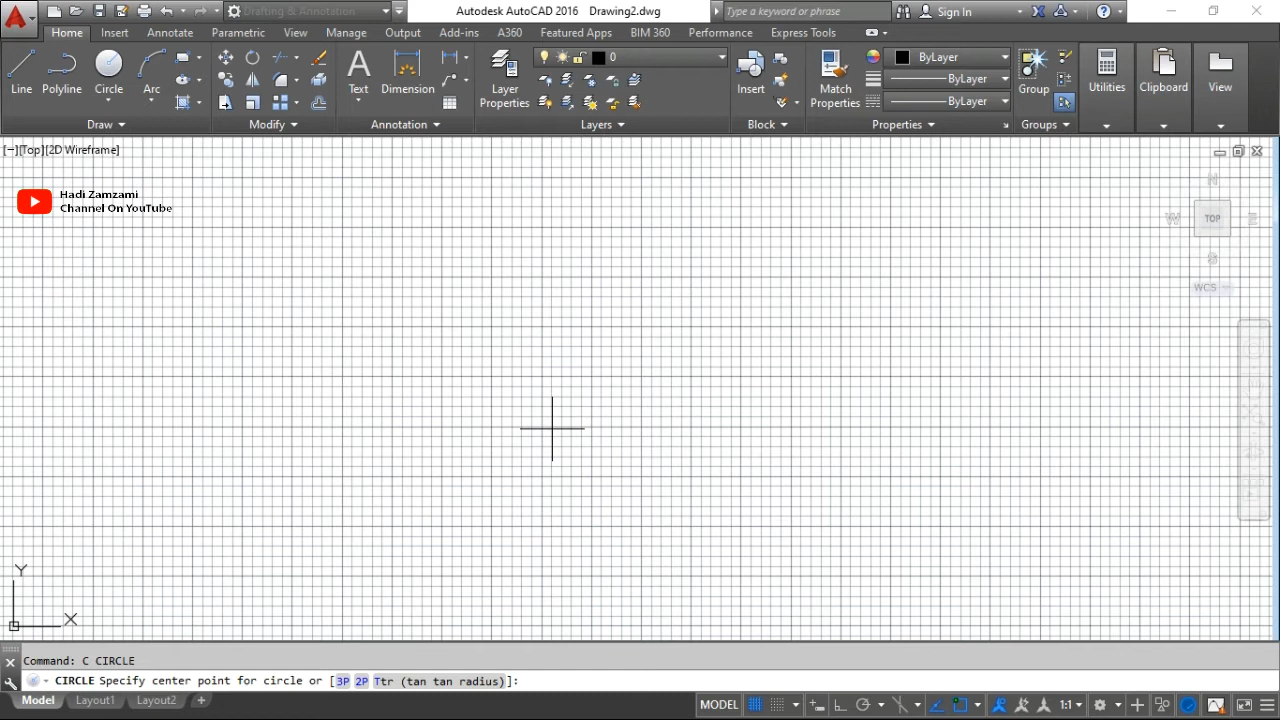 Drafting & Annotation
Autodesk AutoCAD 2016 Drawing2.dwg
Type a keyword or phrase
Sign In
Home Insert Annotate Parametric View Manage Output Add-ins A360 Featured Apps BIM 360 Performance Express Tools
0
ByLayer
ByLayer
ByLayer
Line Polyline Circle Arc Text Dimension Layer Properties Insert Match Properties Group Utilities Clipboard View
Draw Modify Annotation Layers Block Properties Groups
[−][Top][2D Wireframe]
Hadi Zamzami
Channel On YouTube
N
W TOP E
S
WCS
Y
X
Command: C CIRCLE
CIRCLE Specify center point for circle or [3P 2P Ttr (tan tan radius)]:
Model Layout1 Layout2 + MODEL 1:1